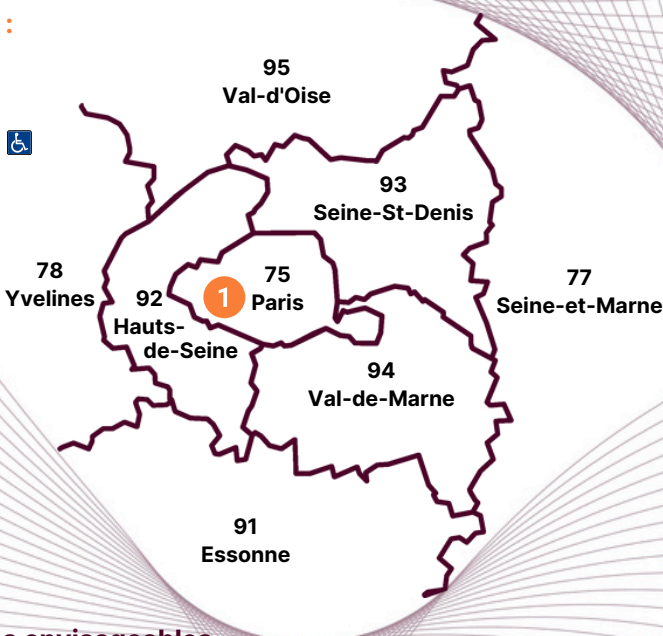 :
95
Val-d'Oise
93
Seine-St-Denis
78
Yvelines
92
Hauts-
de-Seine
1
75
Paris
77
Seine-et-Marne
94
Val-de-Marne
91
Essonne
envisageables